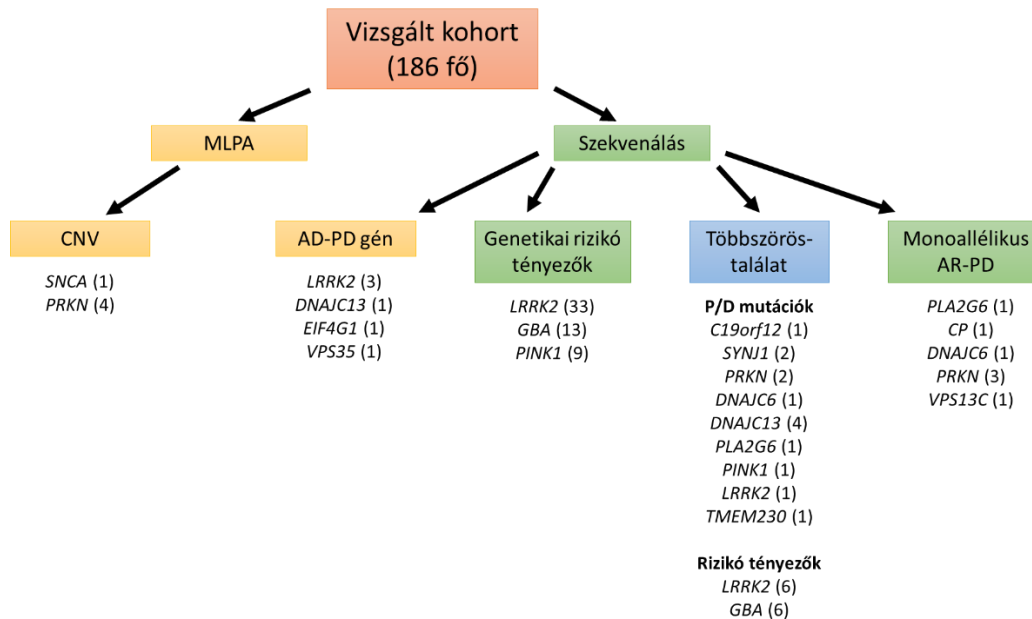 Vizsgált kohort
(186 fő)
MLPA
Szekvenálás
CNV
SNCA (1)
PRKN (4)
AD-PD gén
LRRK2 (3)
DNAJC13 (1)
EIF4G1 (1)
VPS35 (1)
Genetikai rizikó
tényezők
LRRK2 (33)
GBA (13)
PINK1 (9)
Többszörös-
találat
P/D mutációk
C19orf12 (1)
SYNJ1 (2)
PRKN (2)
DNAJC6 (1)
DNAJC13 (4)
PLA2G6 (1)
PINK1 (1)
LRRK2 (1)
TMEM230 (1)
Rizikó tényezők
LRRK2 (6)
GBA (6)
Monoallélikus
AR-PD
PLA2G6 (1)
CP (1)
DNAJC6 (1)
PRKN (3)
VPS13C (1)